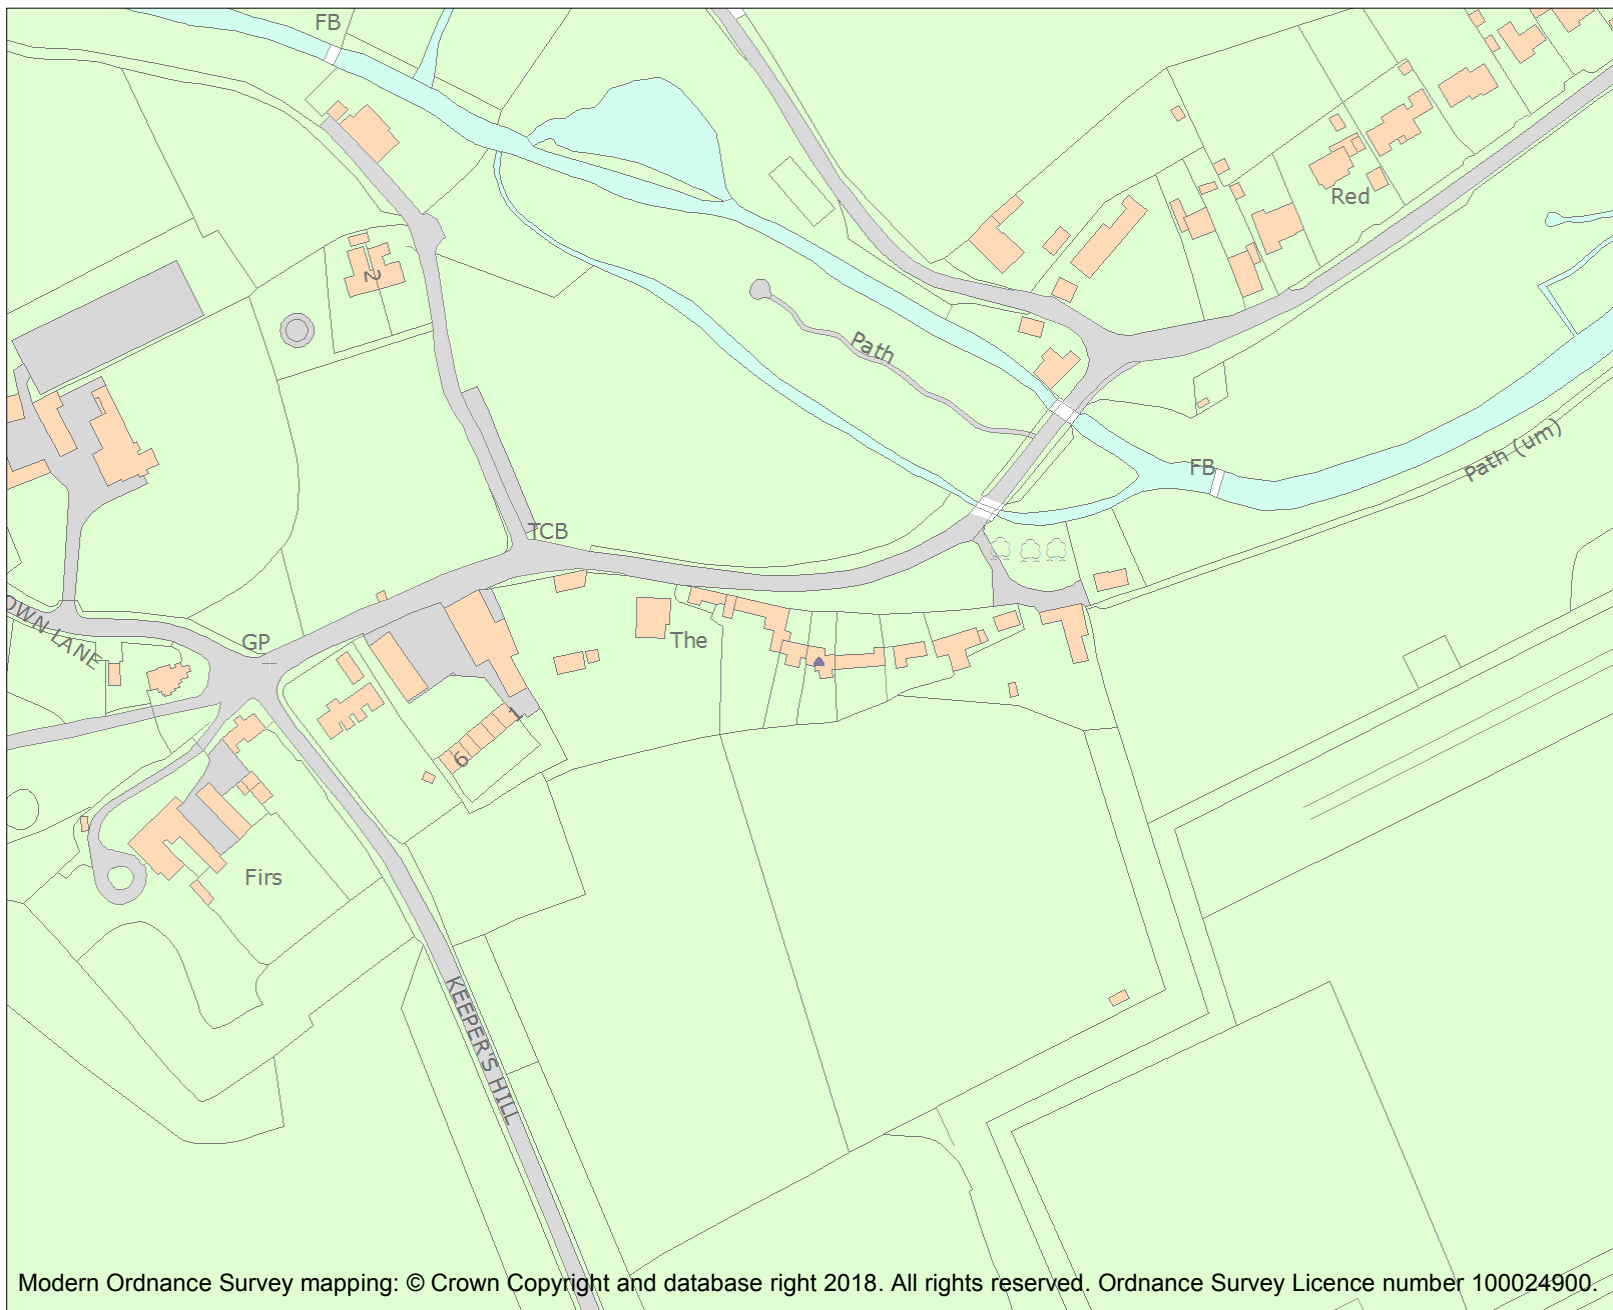 FB
Red
2
Path
FB
Path (um)
TCB
OWN LANE
GP
The
1
6
Firs
KEEPER'S HILL
Modern Ordnance Survey mapping: © Crown Copyright and database right 2018. All rights reserved. Ordnance Survey Licence number 100024900.